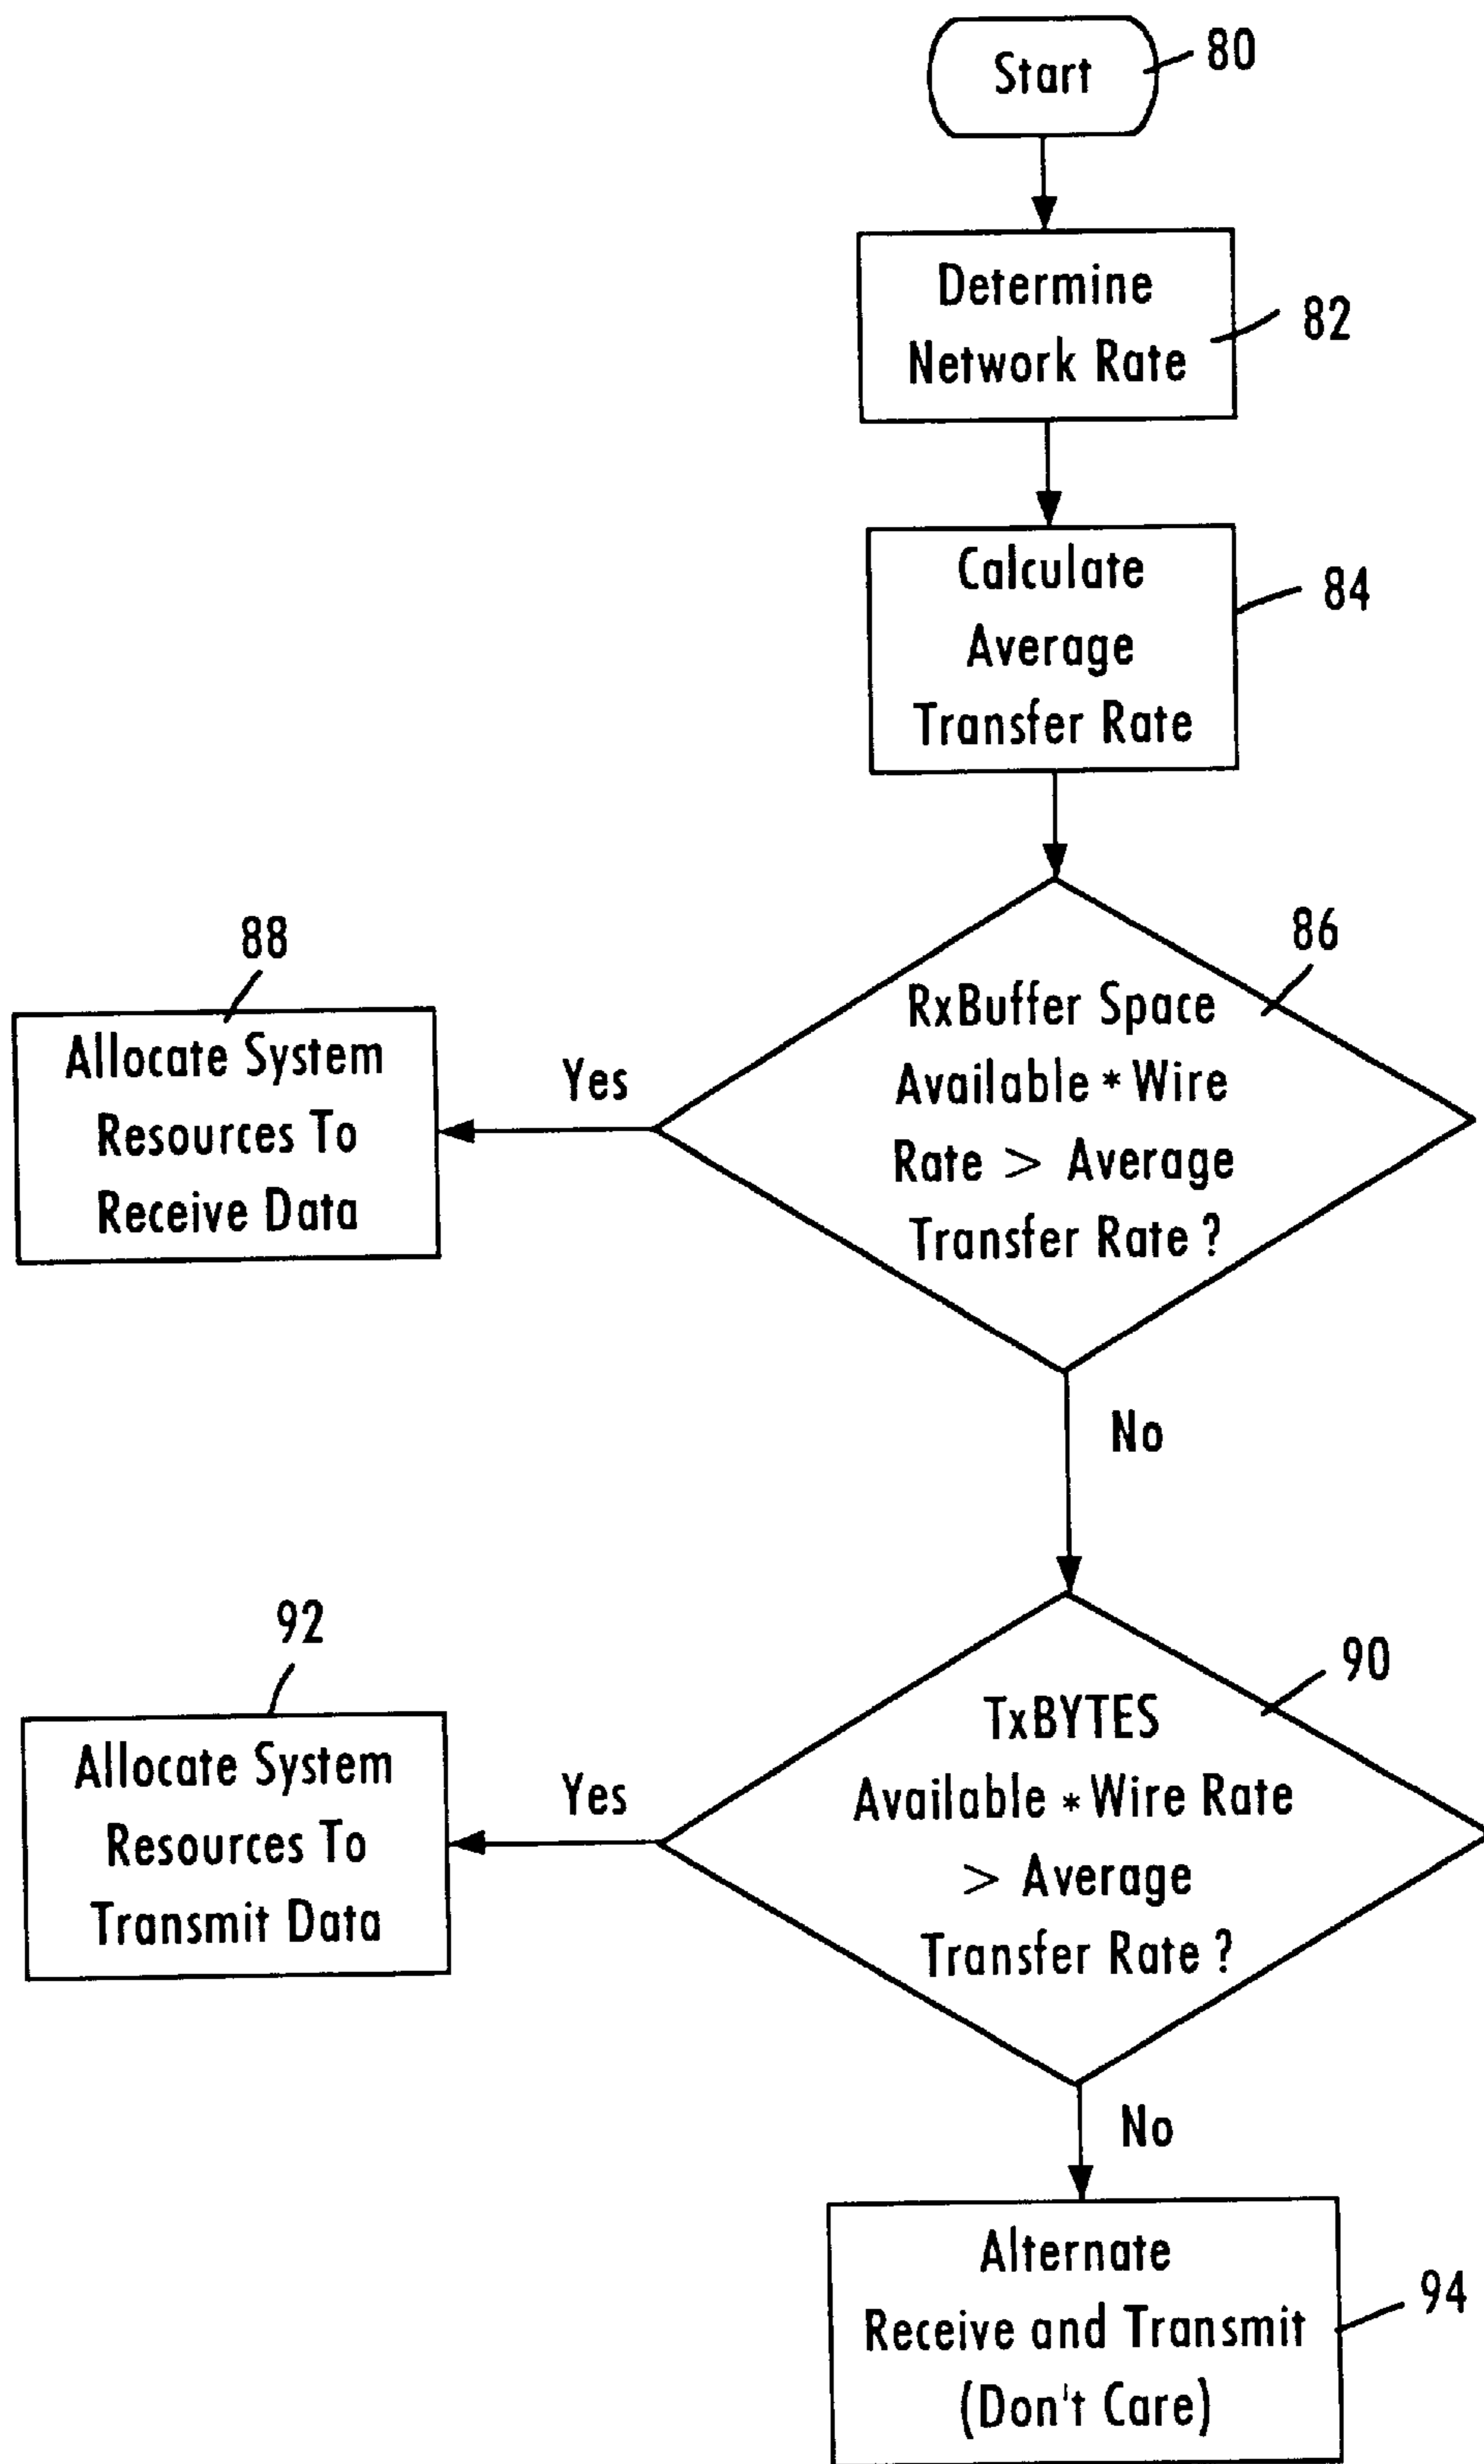 Start
80
Determine
Network Rate
82
Calculate
Average
Transfer Rate
84
86
RxBuffer Space
Available * Wire
Rate > Average
Transfer Rate ?
Yes
88
Allocate System
Resources To
Receive Data
No
90
TxBYTES
Available * Wire Rate
> Average
Transfer Rate ?
Yes
92
Allocate System
Resources To
Transmit Data
No
Alternate
Receive and Transmit
(Don't Care)
94